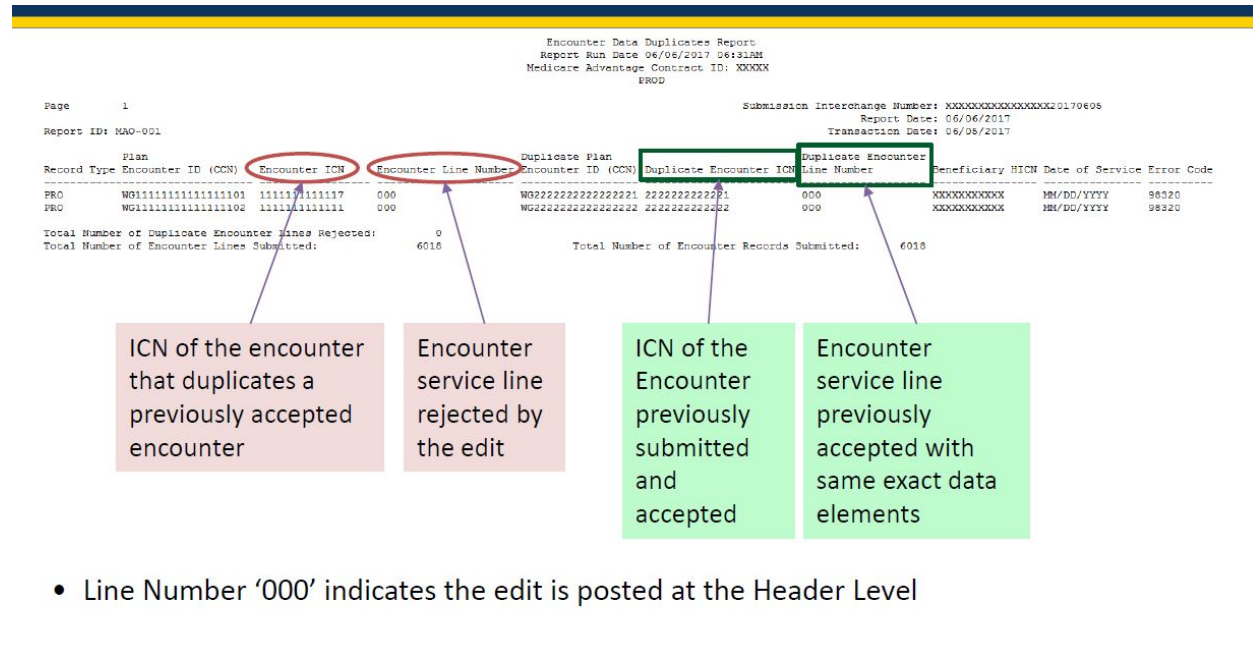 Encounter Data Duplicates Report
Report Run Date 06/06/2017 06:31AM
Medicare Advantage Contract ID: XXXXX
PROD
Page 1 Submission Interchange Number: XXXXXXXXXXXXXXXX20170605
Report Date: 06/06/2017
Report ID: MAO-001 Transaction Date: 06/05/2017
Plan Duplicate Plan Duplicate Encounter
Record Type Encounter ID (CCN) Encounter ICN Encounter Line Number Encounter ID (CCN) Duplicate Encounter ICN Line Number Beneficiary HICN Date of Service Error Code
PRO WG1111111111111101 1111111111117 000 WG2222222222222221 2222222222221 000 XXXXXXXXXXX MM/DD/YYYY 98320
PRO WG1111111111111102 1111111111111 000 WG2222222222222222 2222222222222 000 XXXXXXXXXXX MM/DD/YYYY 98320
Total Number of Duplicate Encounter Lines Rejected: 0
Total Number of Encounter Lines Submitted: 6018 Total Number of Encounter Records Submitted: 6018
ICN of the encounter
that duplicates a
previously accepted
encounter
Encounter
service line
rejected by
the edit
ICN of the
Encounter
previously
submitted
and
accepted
Encounter
service line
previously
accepted with
same exact data
elements
• Line Number ‘000’ indicates the edit is posted at the Header Level